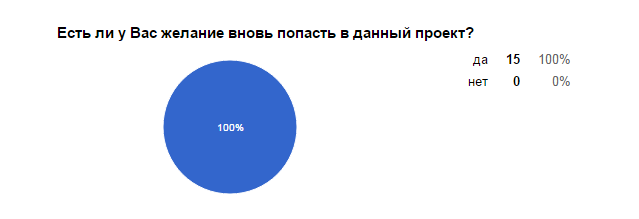 Есть ли у Вас желание вновь попасть в данный проект?
да 15 100%
нет 0 0%
100%